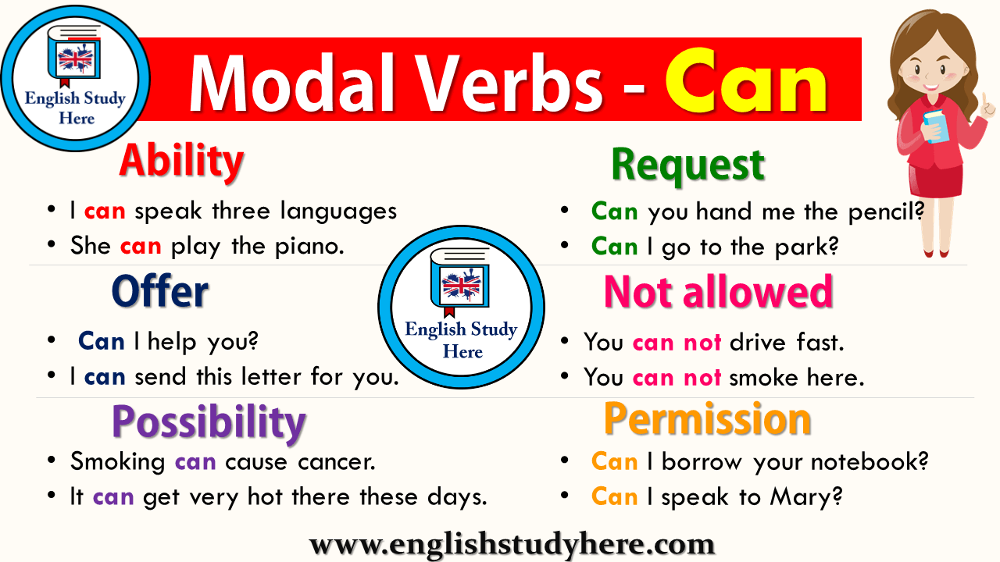 English Study
Here
Modal Verbs - Can
Ability
• I can speak three languages
• She can play the piano.
Request
• Can you hand me the pencil?
• Can I go to the park?
Offer
• Can I help you?
• I can send this letter for you.
English Study
Here
Not allowed
• You can not drive fast.
• You can not smoke here.
Possibility
• Smoking can cause cancer.
• It can get very hot there these days.
Permission
• Can I borrow your notebook?
• Can I speak to Mary?
www.englishstudyhere.com